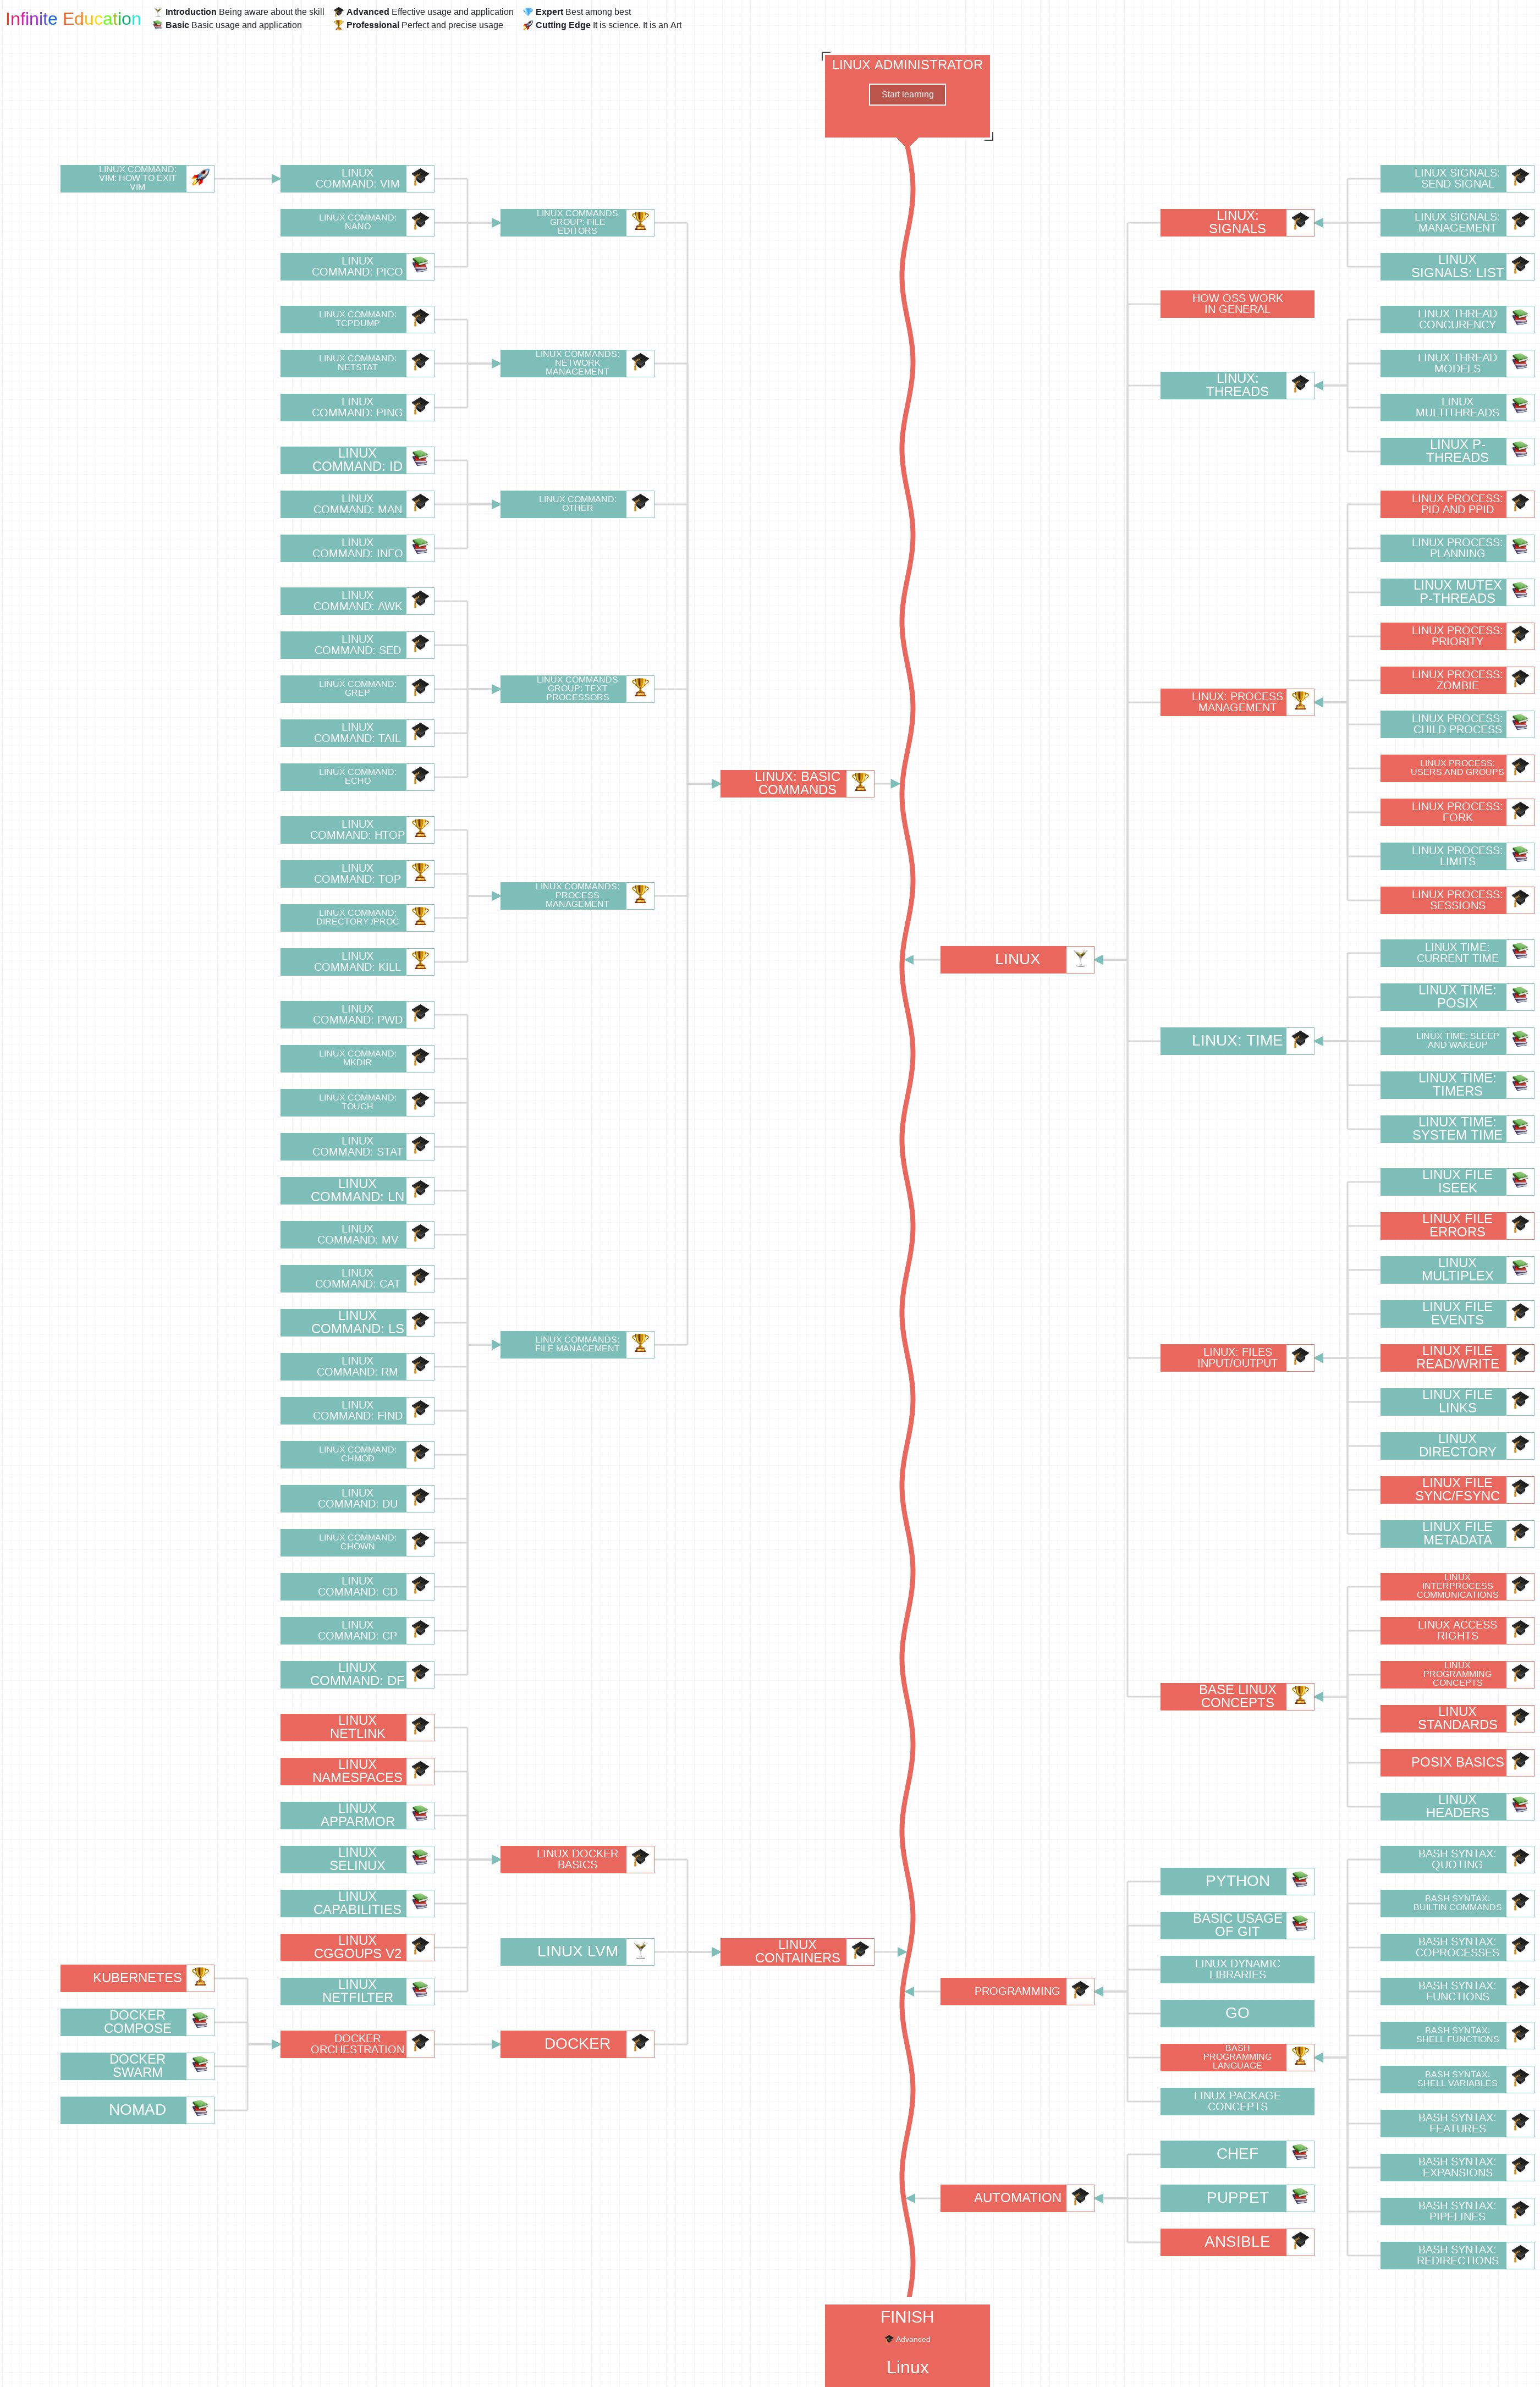 Infinite Education
Introduction Being aware about the skill
Basic Basic usage and application
Advanced Effective usage and application
Professional Perfect and precise usage
Expert Best among best
Cutting Edge It is science. It is an Art
LINUX ADMINISTRATOR
Start learning
LINUX COMMAND:
VIM: HOW TO EXIT
VIM
LINUX
COMMAND: VIM
LINUX COMMAND:
NANO
LINUX
COMMAND: PICO
LINUX COMMANDS
GROUP: FILE
EDITORS
LINUX COMMAND:
TCPDUMP
LINUX COMMAND:
NETSTAT
LINUX
COMMAND: PING
LINUX COMMANDS:
NETWORK
MANAGEMENT
LINUX
COMMAND: ID
LINUX
COMMAND: MAN
LINUX
COMMAND: INFO
LINUX COMMAND:
OTHER
LINUX
COMMAND: AWK
LINUX
COMMAND: SED
LINUX COMMAND:
GREP
LINUX
COMMAND: TAIL
LINUX COMMAND:
ECHO
LINUX COMMANDS
GROUP: TEXT
PROCESSORS
LINUX: BASIC
COMMANDS
LINUX
COMMAND: HTOP
LINUX
COMMAND: TOP
LINUX COMMAND:
DIRECTORY /PROC
LINUX
COMMAND: KILL
LINUX COMMANDS:
PROCESS
MANAGEMENT
LINUX
COMMAND: PWD
LINUX COMMAND:
MKDIR
LINUX COMMAND:
TOUCH
LINUX
COMMAND: STAT
LINUX
COMMAND: LN
LINUX
COMMAND: MV
LINUX
COMMAND: CAT
LINUX
COMMAND: LS
LINUX
COMMAND: RM
LINUX
COMMAND: FIND
LINUX COMMAND:
CHMOD
LINUX
COMMAND: DU
LINUX COMMAND:
CHOWN
LINUX
COMMAND: CD
LINUX
COMMAND: CP
LINUX
COMMAND: DF
LINUX COMMANDS:
FILE MANAGEMENT
LINUX
NETLINK
LINUX
NAMESPACES
LINUX
APPARMOR
LINUX
SELINUX
LINUX
CAPABILITIES
LINUX
CGGOUPS V2
LINUX
NETFILTER
LINUX DOCKER
BASICS
LINUX LVM
LINUX
CONTAINERS
KUBERNETES
DOCKER
COMPOSE
DOCKER
SWARM
NOMAD
DOCKER
ORCHESTRATION
DOCKER
LINUX SIGNALS:
SEND SIGNAL
LINUX SIGNALS:
MANAGEMENT
LINUX
SIGNALS: LIST
LINUX:
SIGNALS
HOW OSS WORK
IN GENERAL
LINUX THREAD
CONCURENCY
LINUX THREAD
MODELS
LINUX
MULTITHREADS
LINUX P-
THREADS
LINUX:
THREADS
LINUX PROCESS:
PID AND PPID
LINUX PROCESS:
PLANNING
LINUX MUTEX
P-THREADS
LINUX PROCESS:
PRIORITY
LINUX PROCESS:
ZOMBIE
LINUX PROCESS:
CHILD PROCESS
LINUX PROCESS:
USERS AND GROUPS
LINUX PROCESS:
FORK
LINUX PROCESS:
LIMITS
LINUX PROCESS:
SESSIONS
LINUX: PROCESS
MANAGEMENT
LINUX
LINUX TIME:
CURRENT TIME
LINUX TIME:
POSIX
LINUX TIME: SLEEP
AND WAKEUP
LINUX TIME:
TIMERS
LINUX TIME:
SYSTEM TIME
LINUX: TIME
LINUX FILE
ISEEK
LINUX FILE
ERRORS
LINUX
MULTIPLEX
LINUX FILE
EVENTS
LINUX FILE
READ/WRITE
LINUX FILE
LINKS
LINUX
DIRECTORY
LINUX FILE
SYNC/FSYNC
LINUX FILE
METADATA
LINUX: FILES
INPUT/OUTPUT
LINUX
INTERPROCESS
COMMUNICATIONS
LINUX ACCESS
RIGHTS
LINUX
PROGRAMMING
CONCEPTS
LINUX
STANDARDS
POSIX BASICS
LINUX
HEADERS
BASE LINUX
CONCEPTS
PYTHON
BASIC USAGE
OF GIT
LINUX DYNAMIC
LIBRARIES
GO
BASH
PROGRAMMING
LANGUAGE
LINUX PACKAGE
CONCEPTS
PROGRAMMING
BASH SYNTAX:
QUOTING
BASH SYNTAX:
BUILTIN COMMANDS
BASH SYNTAX:
COPROCESSES
BASH SYNTAX:
FUNCTIONS
BASH SYNTAX:
SHELL FUNCTIONS
BASH SYNTAX:
SHELL VARIABLES
BASH SYNTAX:
FEATURES
BASH SYNTAX:
EXPANSIONS
BASH SYNTAX:
PIPELINES
BASH SYNTAX:
REDIRECTIONS
CHEF
PUPPET
ANSIBLE
AUTOMATION
FINISH
Advanced
Linux